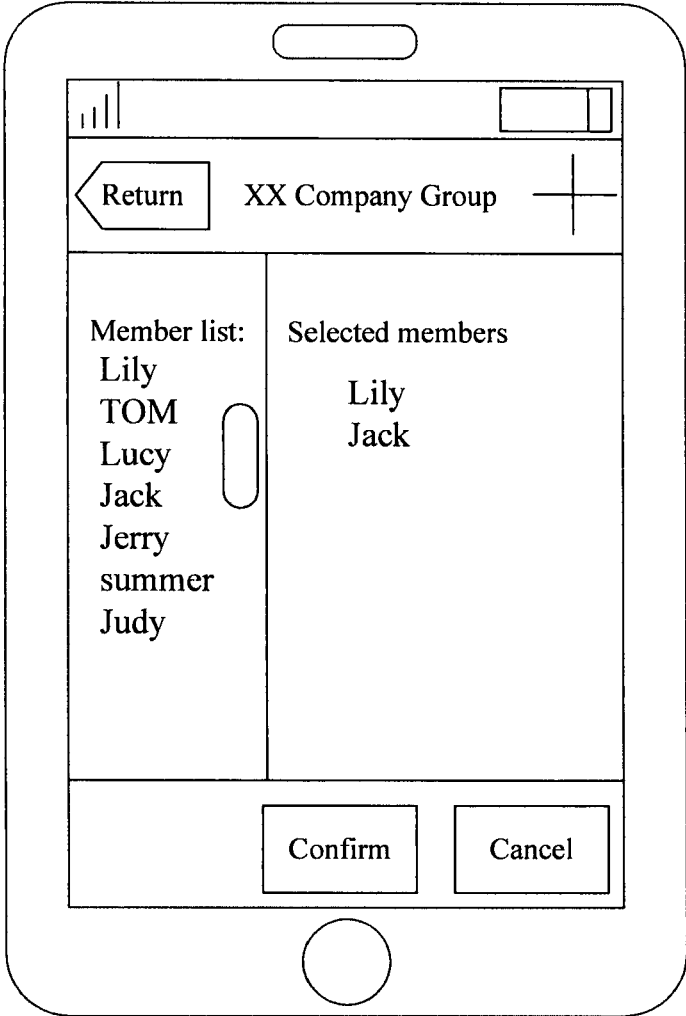 Return
XX Company Group
Member list:
Lily
TOM
Lucy
Jack
Jerry
summer
Judy
Selected members
Lily
Jack
Confirm
Cancel